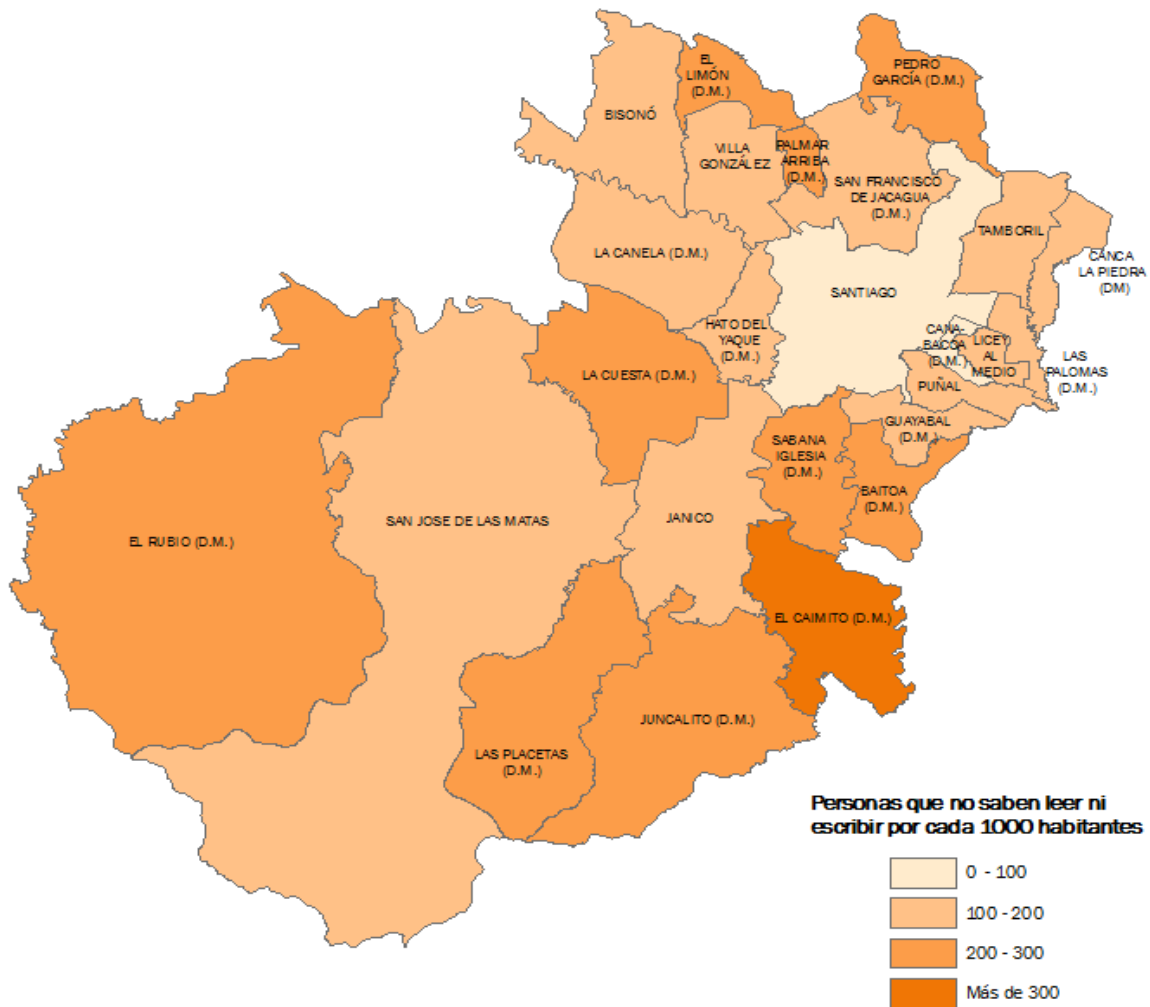 EL
LIMÓN
(D.M.)
PEDRO
GARCÍA (D.M.)
BISONÓ
VILLA
GONZÁLEZ
PALMAR
ARRIBA
(D.M.)
SAN FRANCISCO
DE JACAGUA
(D.M.)
TAMBORIL
LA CANELA (D.M.)
CANCA
LA PIEDRA
(DM)
SANTIAGO
HATO DEL
YAQUE
(D.M.)
CANA-
BACOA
(D.M.)
LICEY
AL
MEDIO
LAS
PALOMAS
(D.M.)
LA CUESTA (D.M.)
PUÑAL
GUAYABAL
(D.M.)
SABANA
IGLESIA
(D.M.)
BAITOA
(D.M.)
SAN JOSE DE LAS MATAS
JANICO
EL RUBIO (D.M.)
EL CAIMITO (D.M.)
JUNCALITO (D.M.)
LAS PLACETAS
(D.M.)
Personas que no saben leer ni
escribir por cada 1000 habitantes
0 - 100
100 - 200
200 - 300
Más de 300